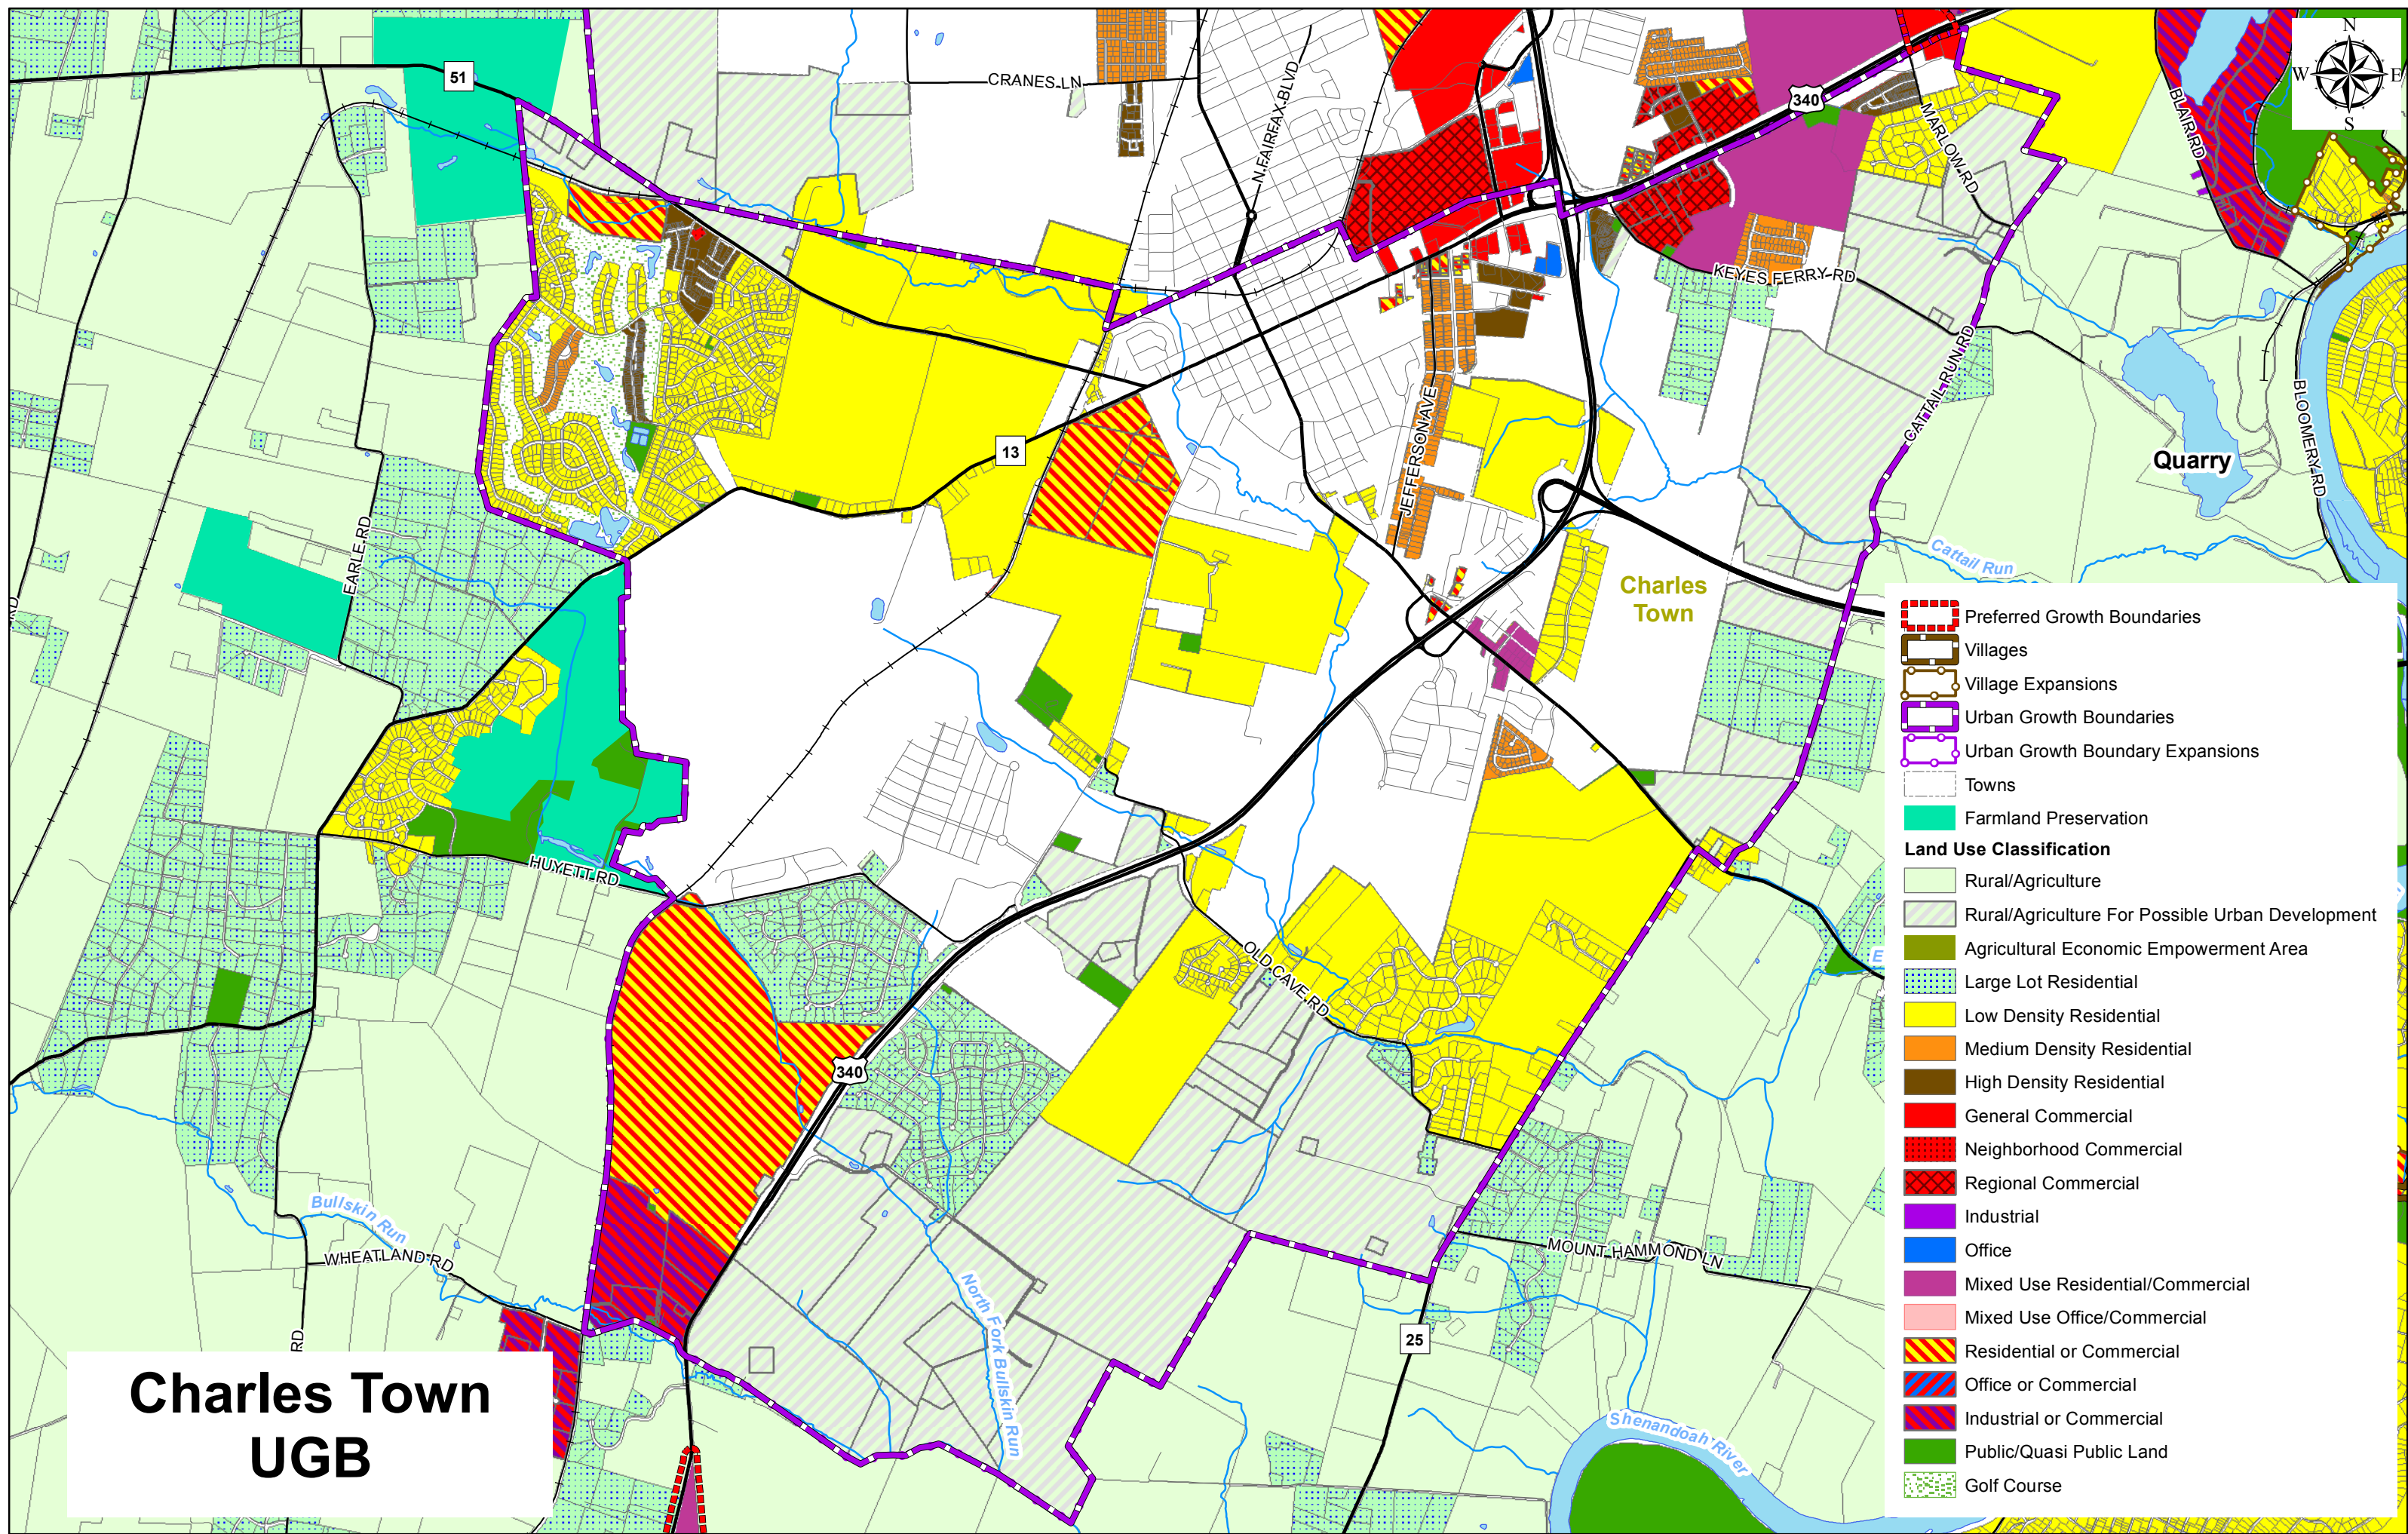 N
W E
S
51
CRANES LN
N FAIRFAX BLVD
340
MARLOW RD
BLAIR RD
KEYES FERRY RD
CATTAIL RUN RD
BLOOMERY RD
Quarry
JEFFERSON AVE
13
EARLE RD
RD
Cattail Run
Charles
Town
HUYETT RD
OLD CAVE RD
340
E
Bullskin Run
WHEATLAND RD
RD
North Fork Bullskin Run
MOUNT HAMMOND LN
25
Shenandoah River
Charles Town
UGB
Preferred Growth Boundaries
Villages
Village Expansions
Urban Growth Boundaries
Urban Growth Boundary Expansions
Towns
Farmland Preservation
Land Use Classification
Rural/Agriculture
Rural/Agriculture For Possible Urban Development
Agricultural Economic Empowerment Area
Large Lot Residential
Low Density Residential
Medium Density Residential
High Density Residential
General Commercial
Neighborhood Commercial
Regional Commercial
Industrial
Office
Mixed Use Residential/Commercial
Mixed Use Office/Commercial
Residential or Commercial
Office or Commercial
Industrial or Commercial
Public/Quasi Public Land
Golf Course